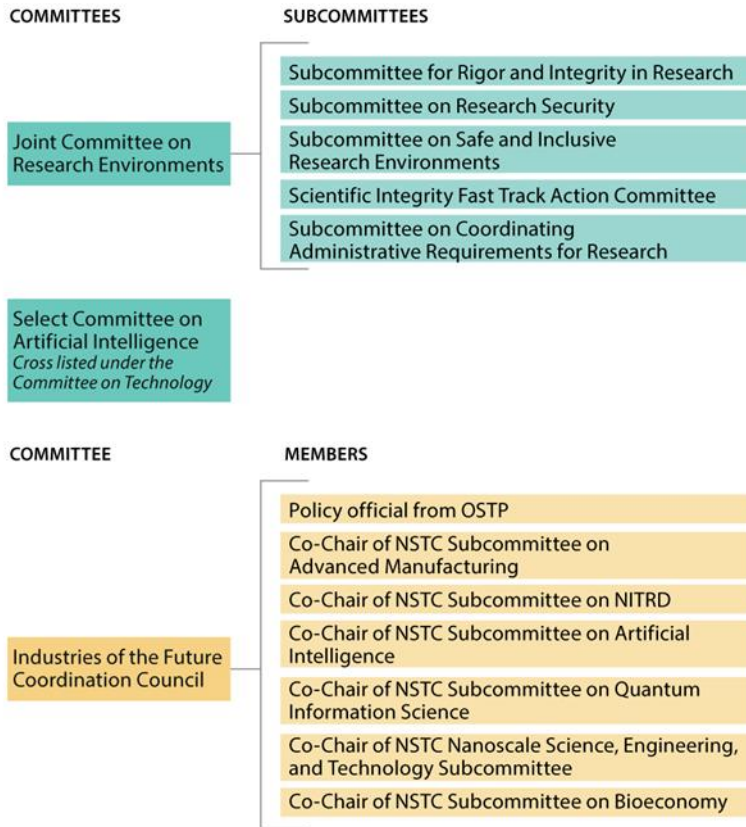 COMMITTEES
SUBCOMMITTEES
Joint Committee on
Research Environments
Subcommittee for Rigor and Integrity in Research
Subcommittee on Research Security
Subcommittee on Safe and Inclusive
Research Environments
Scientific Integrity Fast Track Action Committee
Subcommittee on Coordinating
Administrative Requirements for Research
Select Committee on
Artificial Intelligence
Cross listed under the
Committee on Technology
COMMITTEE
MEMBERS
Industries of the Future
Coordination Council
Policy official from OSTP
Co-Chair of NSTC Subcommittee on
Advanced Manufacturing
Co-Chair of NSTC Subcommittee on NITRD
Co-Chair of NSTC Subcommittee on Artificial
Intelligence
Co-Chair of NSTC Subcommittee on Quantum
Information Science
Co-Chair of NSTC Nanoscale Science, Engineering,
and Technology Subcommittee
Co-Chair of NSTC Subcommittee on Bioeconomy